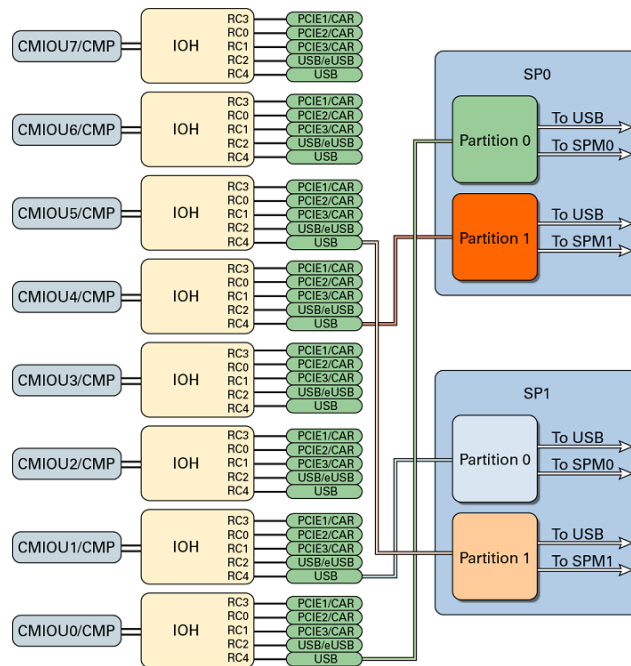 CMIOU7/CMP
IOH
RC3
RC0
RC1
RC2
RC4
PCIE1/CAR
PCIE2/CAR
PCIE3/CAR
USB/eUSB
USB
CMIOU6/CMP
IOH
RC3
RC0
RC1
RC2
RC4
PCIE1/CAR
PCIE2/CAR
PCIE3/CAR
USB/eUSB
USB
CMIOU5/CMP
IOH
RC3
RC0
RC1
RC2
RC4
PCIE1/CAR
PCIE2/CAR
PCIE3/CAR
USB/eUSB
USB
CMIOU4/CMP
IOH
RC3
RC0
RC1
RC2
RC4
PCIE1/CAR
PCIE2/CAR
PCIE3/CAR
USB/eUSB
USB
CMIOU3/CMP
IOH
RC3
RC0
RC1
RC2
RC4
PCIE1/CAR
PCIE2/CAR
PCIE3/CAR
USB/eUSB
USB
CMIOU2/CMP
IOH
RC3
RC0
RC1
RC2
RC4
PCIE1/CAR
PCIE2/CAR
PCIE3/CAR
USB/eUSB
USB
CMIOU1/CMP
IOH
RC3
RC0
RC1
RC2
RC4
PCIE1/CAR
PCIE2/CAR
PCIE3/CAR
USB/eUSB
USB
CMIOU0/CMP
IOH
RC3
RC0
RC1
RC2
RC4
PCIE1/CAR
PCIE2/CAR
PCIE3/CAR
USB/eUSB
USB
SP0
Partition 0
To USB
To SPM0
Partition 1
To USB
To SPM1
SP1
Partition 0
To USB
To SPM0
Partition 1
To USB
To SPM1